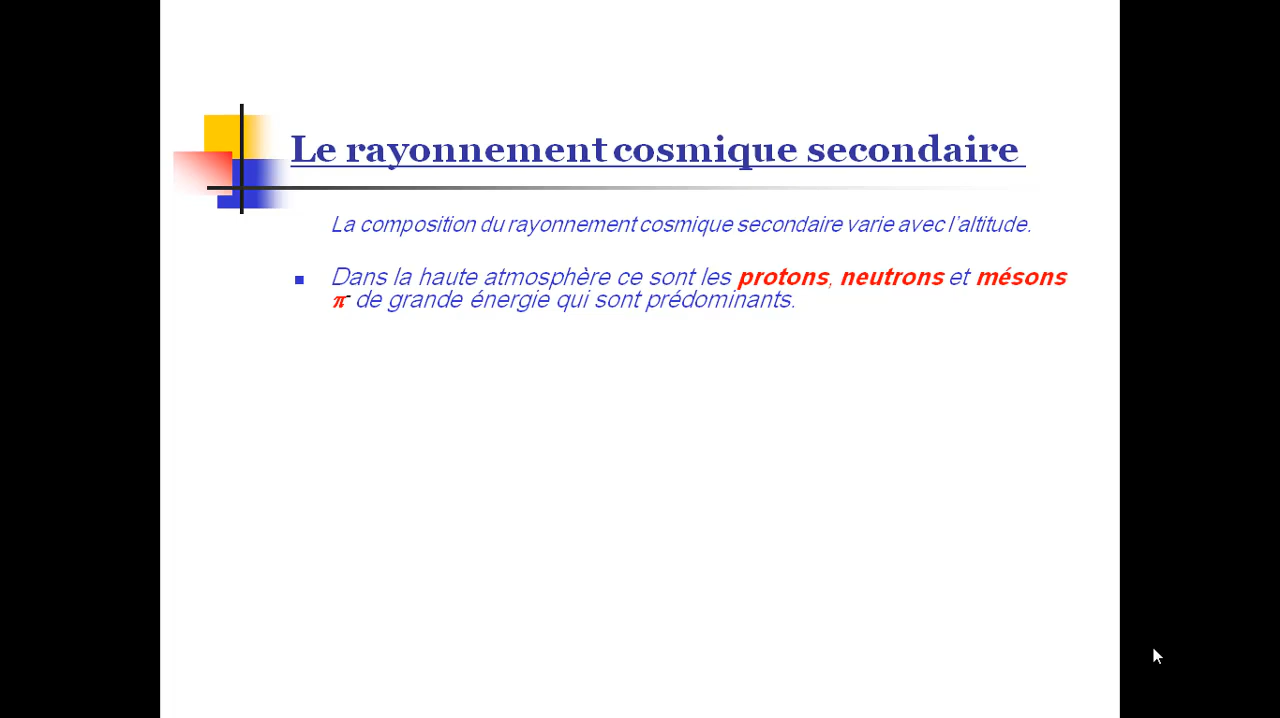 Le rayonnement cosmique secondaire
La composition du rayonnement cosmique secondaire varie avec l'altitude.
Dans la haute atmosphère ce sont les protons, neutrons et mésons
π- de grande énergie qui sont prédominants.